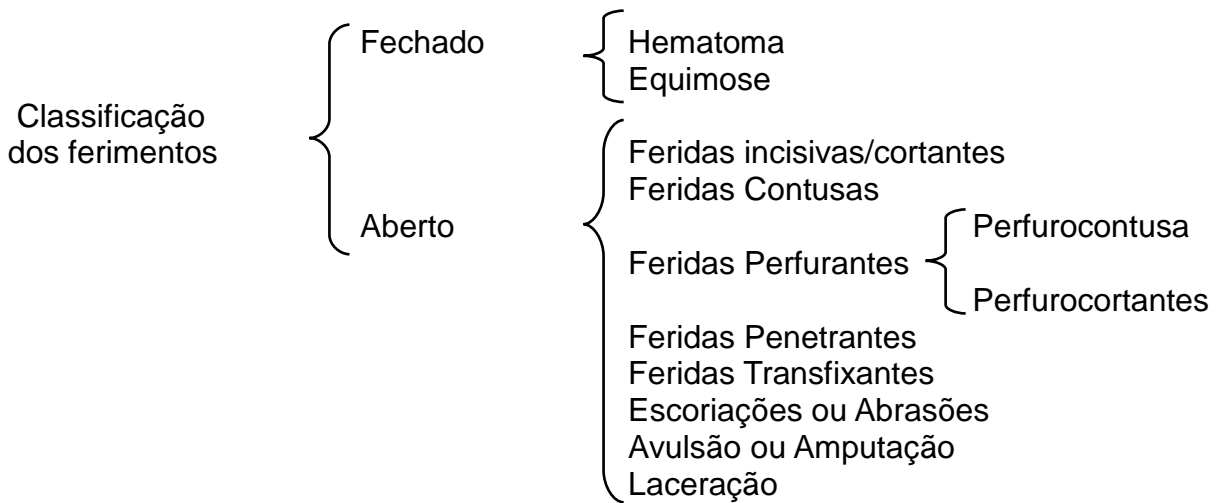 Classificação
dos ferimentos
Fechado
Hematoma
Equimose
Aberto
Feridas incisivas/cortantes
Feridas Contusas
Feridas Perfurantes
Perfurocontusa
Perfurocortantes
Feridas Penetrantes
Feridas Transfixantes
Escoriações ou Abrasões
Avulsão ou Amputação
Laceração